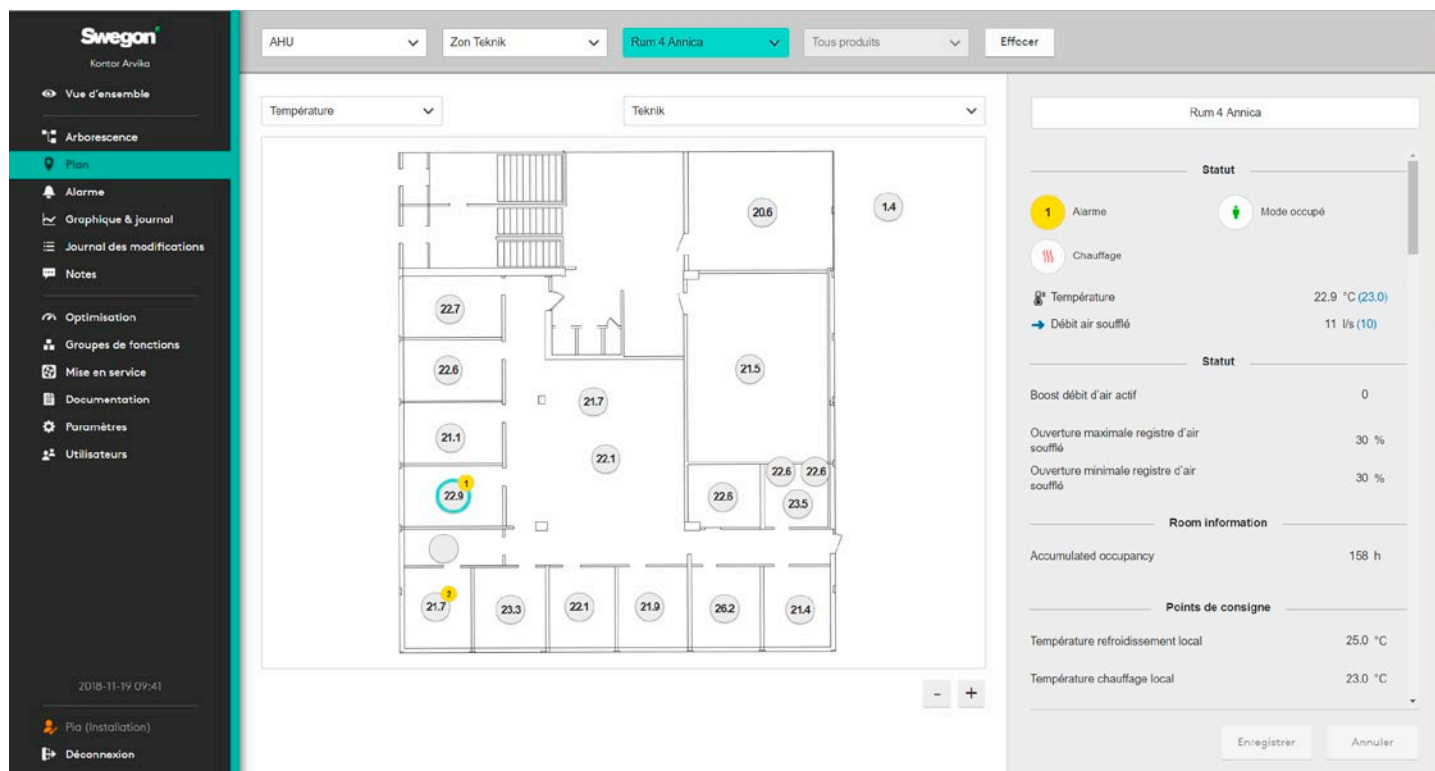 Swegon
Kontor Arvika
Vue d'ensemble
Arborescence
Plan
Alarme
Graphique & journal
Journal des modifications
Notes
Optimisation
Groupes de fonctions
Mise en service
Documentation
Paramètres
Utilisateurs
2018-11-19 09:41
Pia (Installation)
Déconnexion
AHU
Zon Teknik
Rum 4 Annica
Tous produits
Effacer
Température
Teknik
20.6
1.4
22.7
22.6
21.5
21.7
21.1
22.1
22.9
1
22.6
22.6
22.6
23.5
21.7
2
23.3
22.1
21.9
26.2
21.4
-
+
Rum 4 Annica
Statut
1 Alarme
Mode occupé
Chauffage
Température 22.9 °C (23.0)
Débit air soufflé 11 l/s (10)
Statut
Boost débit d'air actif 0
Ouverture maximale registre d'air
soufflé 30 %
Ouverture minimale registre d'air
soufflé 30 %
Room information
Accumulated occupancy 158 h
Points de consigne
Température refroidissement local 25.0 °C
Température chauffage local 23.0 °C
Enregistrer
Annuler